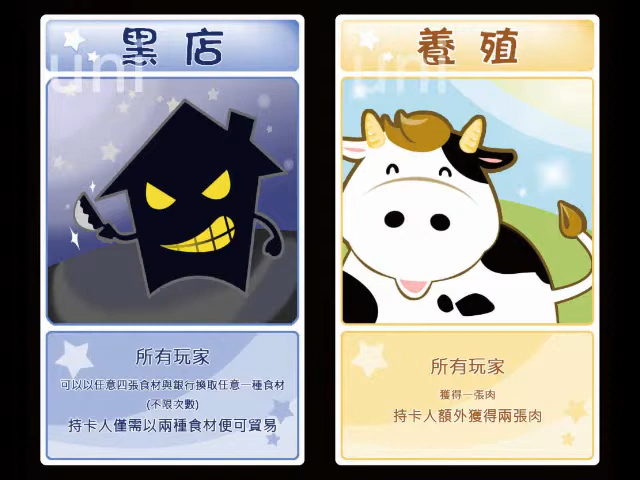 黑店
uni
所有玩家
可以以任意四張食材與銀行換取任意一種食材
(不限次數)
持卡人僅需以兩種食材便可貿易
養殖
uni
所有玩家
獲得一張肉
持卡人額外獲得兩張肉